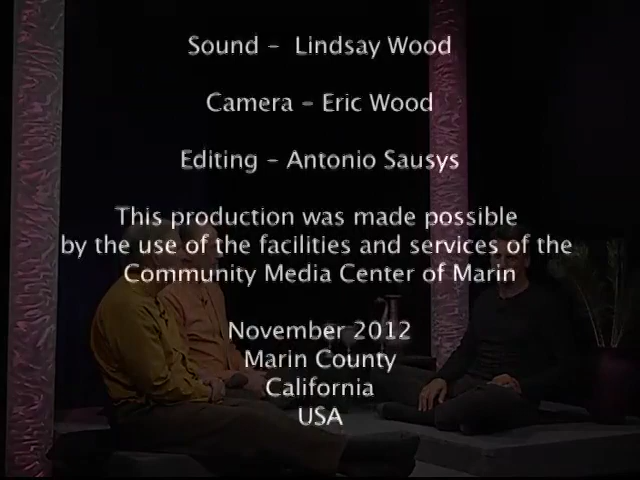 Sound – Lindsay Wood
Camera – Eric Wood
Editing – Antonio Sausys
This production was made possible
by the use of the facilities and services of the
Community Media Center of Marin
November 2012
Marin County
California
USA